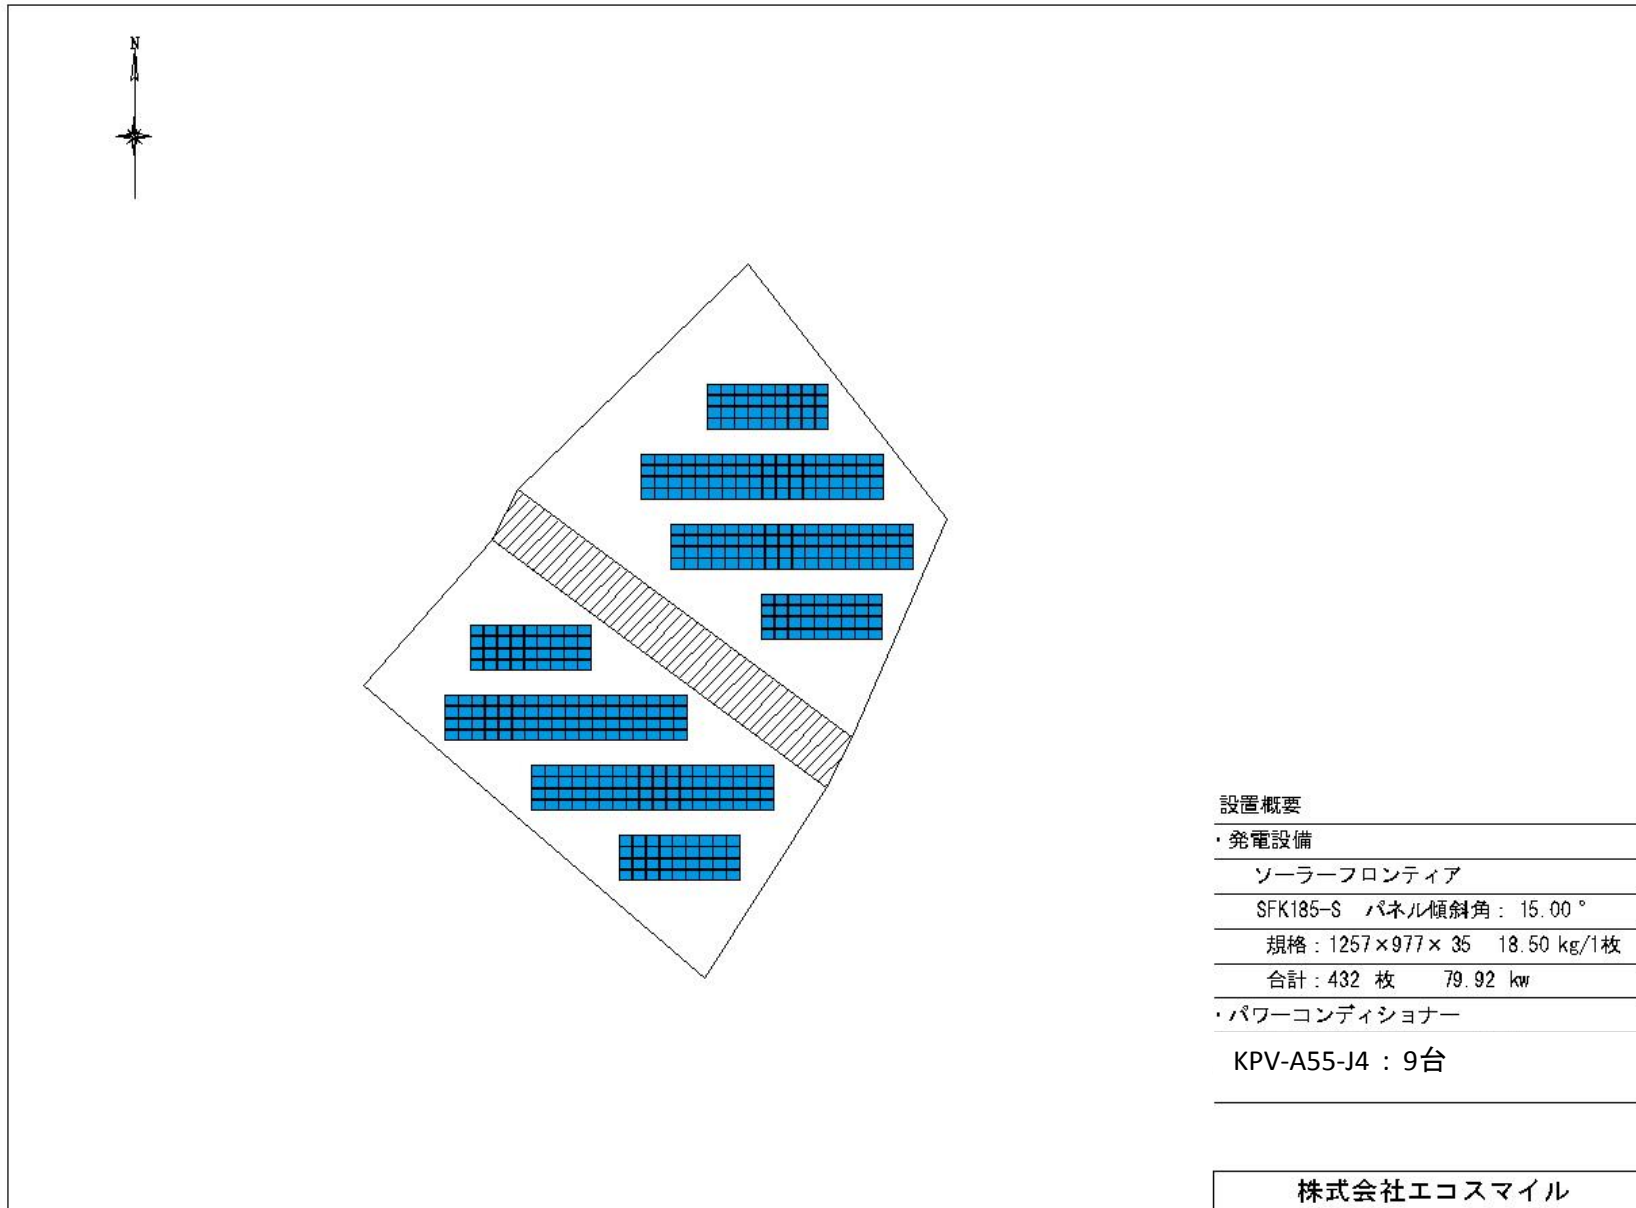 N
設置概要
・発電設備
ソーラーフロンティア
SFK185-S パネル傾斜角: 15.00°
規格:1257×977× 35 18.50 kg/1枚
合計:432 枚 79.92 kw
・パワーコンディショナー
KPV-A55-J4 : 9台
株式会社エコスマイル